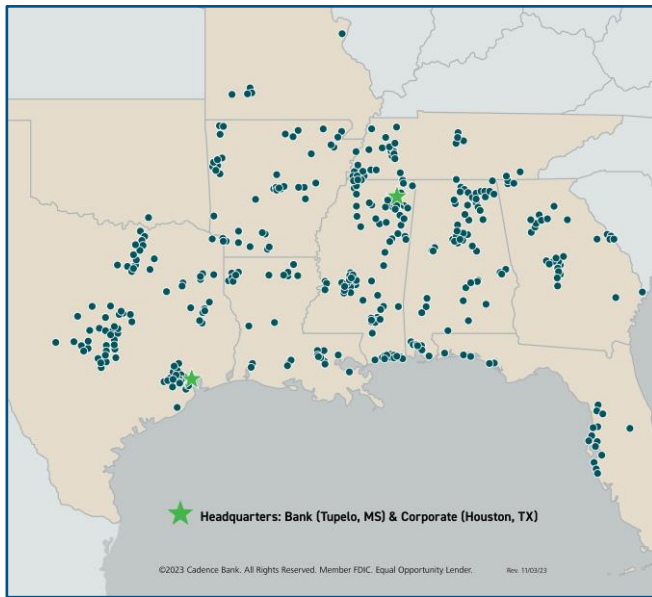 Headquarters: Bank (Tupelo, MS) & Corporate (Houston, TX)
©2023 Cadence Bank. All Rights Reserved. Member FDIC. Equal Opportunity Lender. Rev. 11/03/23